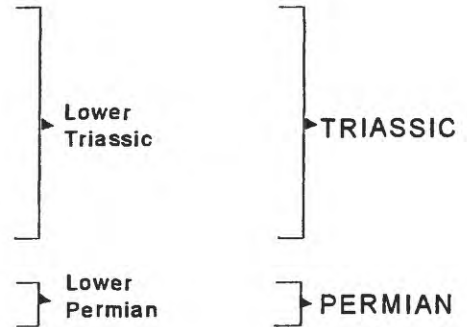 Lower
Triassic
TRIASSIC
Lower
Permian
PERMIAN